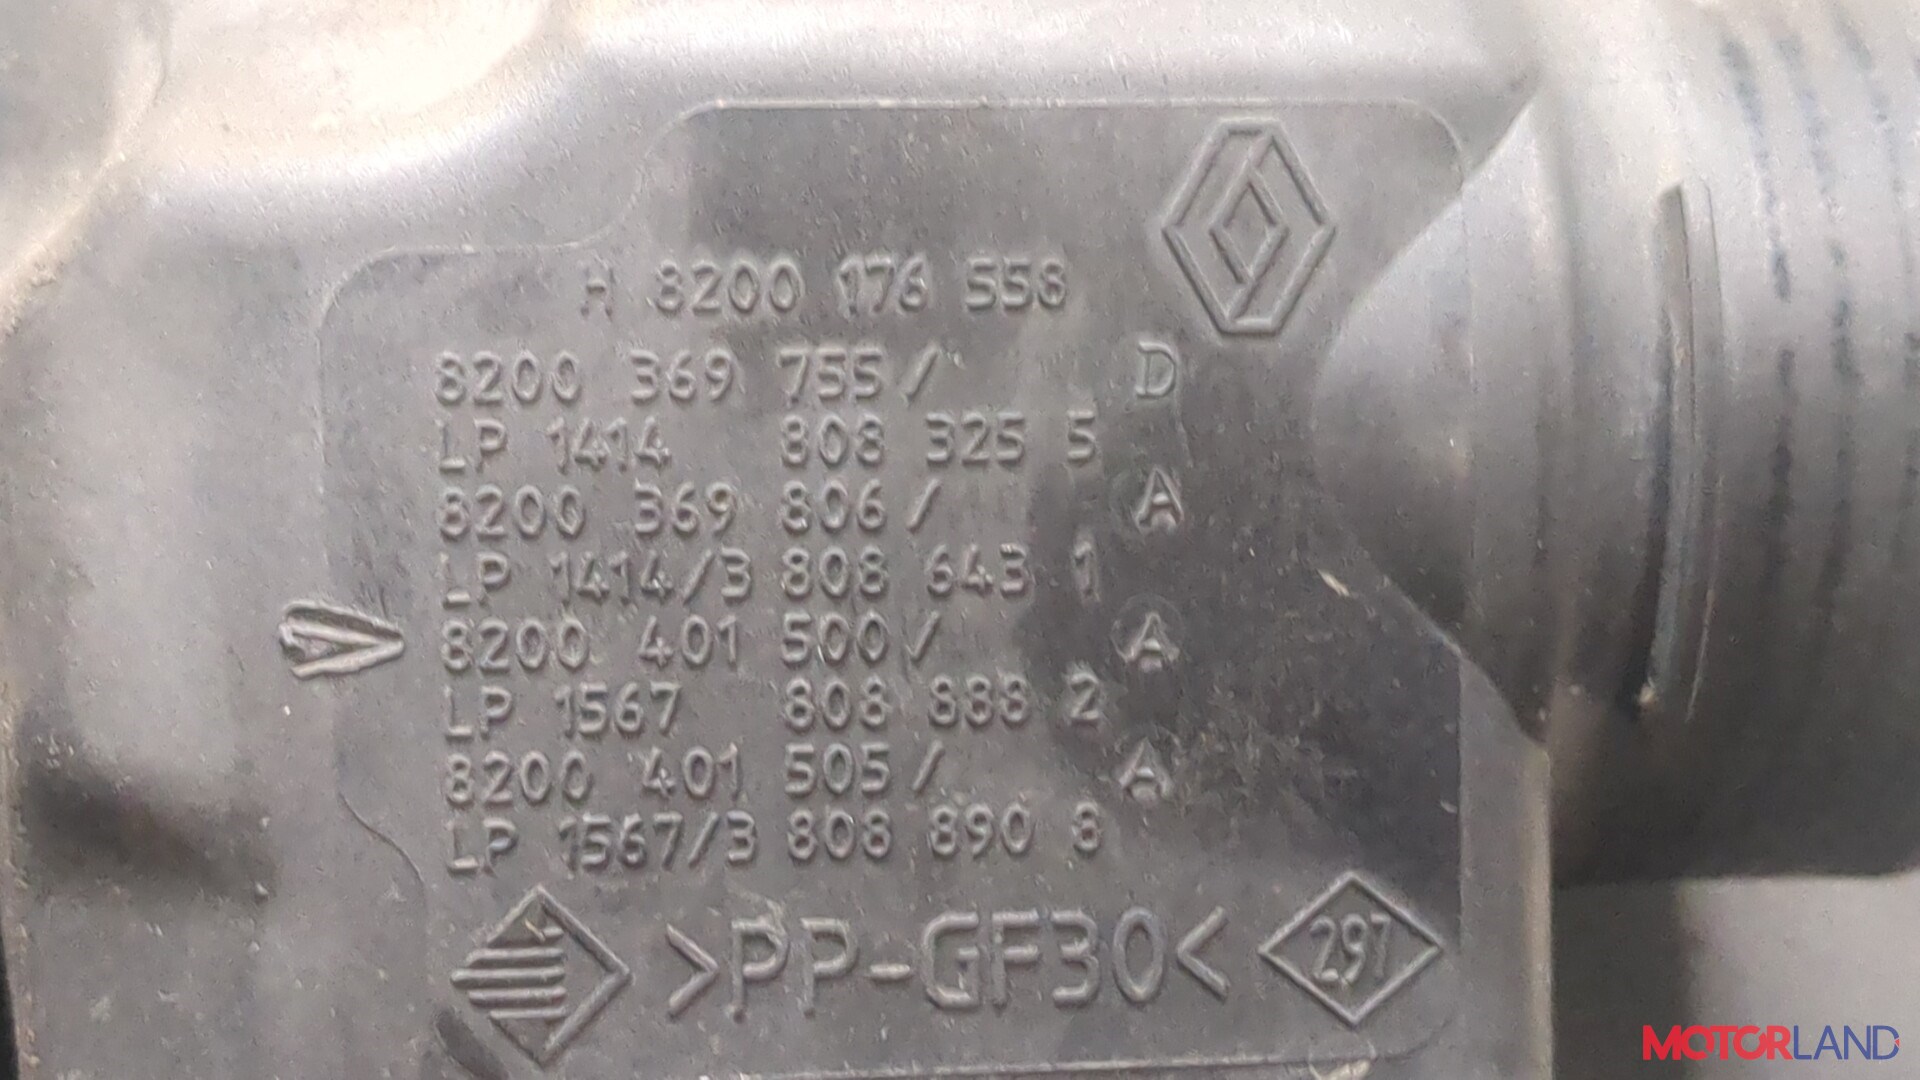 H 8200 176 558
8200 369 755/ D
LP 1414 808 325 5
8200 369 806/ A
LP 1414/3 808 643 1
8200 401 500/ A
LP 1567 808 888 2
8200 401 505/ A
LP 1567/3 808 890 8
>PP-GF30< 297
MOTORLAND